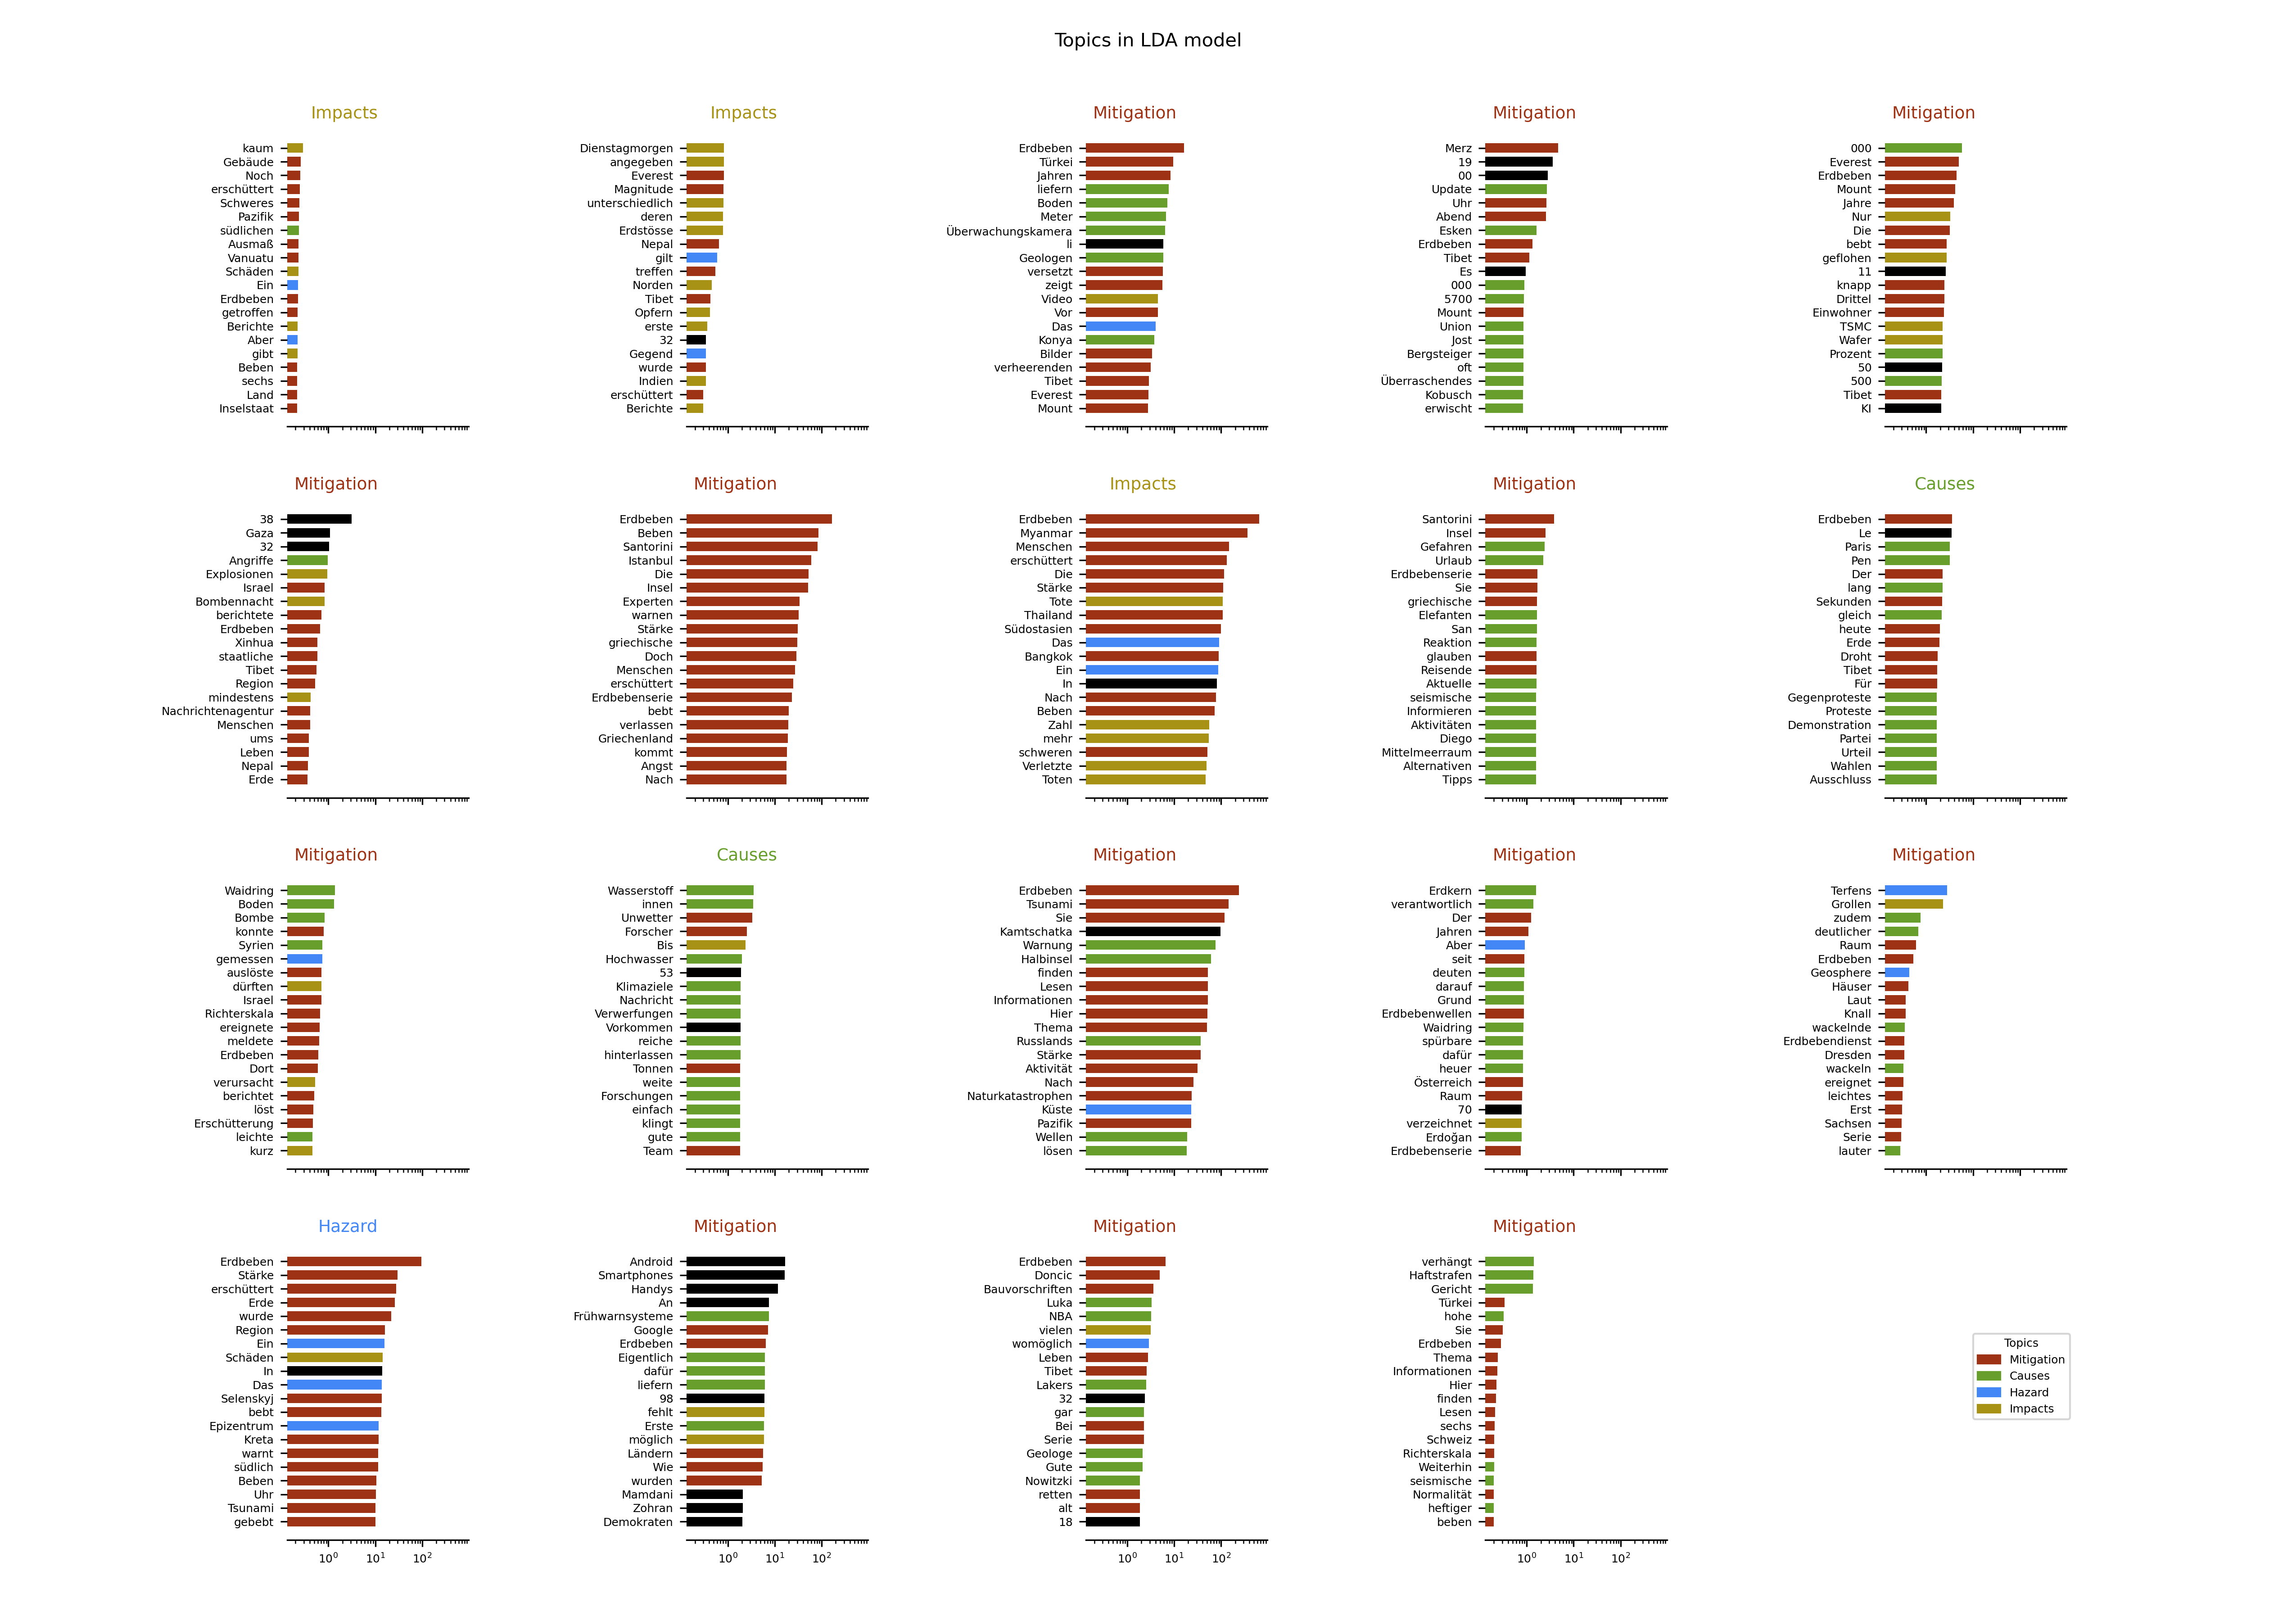 Topics in LDA model
Impacts
kaum
Gebäude
Noch
erschüttert
Schweres
Pazifik
südlichen
Ausmaß
Vanuatu
Schäden
Ein
Erdbeben
getroffen
Berichte
Aber
gibt
Beben
sechs
Land
Inselstaat
Impacts
Dienstagmorgen
angegeben
Everest
Magnitude
unterschiedlich
deren
Erdstösse
Nepal
gilt
treffen
Norden
Tibet
Opfern
erste
32
Gegend
wurde
Indien
erschüttert
Berichte
Mitigation
Erdbeben
Türkei
Jahren
liefern
Boden
Meter
Überwachungskamera
li
Geologen
versetzt
zeigt
Video
Vor
Das
Konya
Bilder
verheerenden
Tibet
Everest
Mount
Mitigation
Merz
19
00
Update
Uhr
Abend
Esken
Erdbeben
Tibet
Es
000
5700
Mount
Union
Jost
Bergsteiger
oft
Überraschendes
Kobusch
erwischt
Mitigation
000
Everest
Erdbeben
Mount
Jahre
Nur
Die
bebt
geflohen
11
knapp
Drittel
Einwohner
TSMC
Wafer
Prozent
50
500
Tibet
KI
Mitigation
38
Gaza
32
Angriffe
Explosionen
Israel
Bombennacht
berichtete
Erdbeben
Xinhua
staatliche
Tibet
Region
mindestens
Nachrichtenagentur
Menschen
ums
Leben
Nepal
Erde
Mitigation
Erdbeben
Beben
Santorini
Istanbul
Die
Insel
Experten
warnen
Stärke
griechische
Doch
Menschen
erschüttert
Erdbebenserie
bebt
verlassen
Griechenland
kommt
Angst
Nach
Impacts
Erdbeben
Myanmar
Menschen
erschüttert
Die
Stärke
Tote
Thailand
Südostasien
Das
Bangkok
Ein
In
Nach
Beben
Zahl
mehr
schweren
Verletzte
Toten
Mitigation
Santorini
Insel
Gefahren
Urlaub
Erdbebenserie
Sie
griechische
Elefanten
San
Reaktion
glauben
Reisende
Aktuelle
seismische
Informieren
Aktivitäten
Diego
Mittelmeerraum
Alternativen
Tipps
Causes
Erdbeben
Le
Paris
Pen
Der
lang
Sekunden
gleich
heute
Erde
Droht
Tibet
Für
Gegenproteste
Proteste
Demonstration
Partei
Urteil
Wahlen
Ausschluss
Mitigation
Waidring
Boden
Bombe
konnte
Syrien
gemessen
auslöste
dürften
Israel
Richterskala
ereignete
meldete
Erdbeben
Dort
verursacht
berichtet
löst
Erschütterung
leichte
kurz
Causes
Wasserstoff
innen
Unwetter
Forscher
Bis
Hochwasser
53
Klimaziele
Nachricht
Verwerfungen
Vorkommen
reiche
hinterlassen
Tonnen
weite
Forschungen
einfach
klingt
gute
Team
Mitigation
Erdbeben
Tsunami
Sie
Kamtschatka
Warnung
Halbinsel
finden
Lesen
Informationen
Hier
Thema
Russlands
Stärke
Aktivität
Nach
Naturkatastrophen
Küste
Pazifik
Wellen
lösen
Mitigation
Erdkern
verantwortlich
Der
Jahren
Aber
seit
deuten
darauf
Grund
Erdbebenwellen
Waidring
spürbare
dafür
heuer
Österreich
Raum
70
verzeichnet
Erdoğan
Erdbebenserie
Mitigation
Terfens
Grollen
zudem
deutlicher
Raum
Erdbeben
Geosphere
Häuser
Laut
Knall
wackelnde
Erdbebendienst
Dresden
wackeln
ereignet
leichtes
Erst
Sachsen
Serie
lauter
Hazard
Erdbeben
Stärke
erschüttert
Erde
wurde
Region
Ein
Schäden
In
Das
Selenskyj
bebt
Epizentrum
Kreta
warnt
südlich
Beben
Uhr
Tsunami
gebebt
10⁰ 10¹ 10²
Mitigation
Android
Smartphones
Handys
An
Frühwarnsysteme
Google
Erdbeben
Eigentlich
dafür
liefern
98
fehlt
Erste
möglich
Ländern
Wie
wurden
Mamdani
Zohran
Demokraten
10⁰ 10¹ 10²
Mitigation
Erdbeben
Doncic
Bauvorschriften
Luka
NBA
vielen
womöglich
Leben
Tibet
Lakers
32
gar
Bei
Serie
Geologe
Gute
Nowitzki
retten
alt
18
10⁰ 10¹ 10²
Mitigation
verhängt
Haftstrafen
Gericht
Türkei
hohe
Sie
Erdbeben
Thema
Informationen
Hier
finden
Lesen
sechs
Schweiz
Richterskala
Weiterhin
seismische
Normalität
heftiger
beben
10⁰ 10¹ 10²
Topics
Mitigation
Causes
Hazard
Impacts